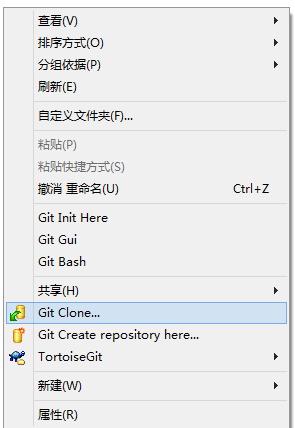 查看(V)
排序方式(O)
分组依据(P)
刷新(E)
自定义文件夹(F)...
粘贴(P)
粘贴快捷方式(S)
撤消 重命名(U) Ctrl+Z
Git Init Here
Git Gui
Git Bash
共享(H)
Git Clone...
Git Create repository here...
TortoiseGit
新建(W)
属性(R)